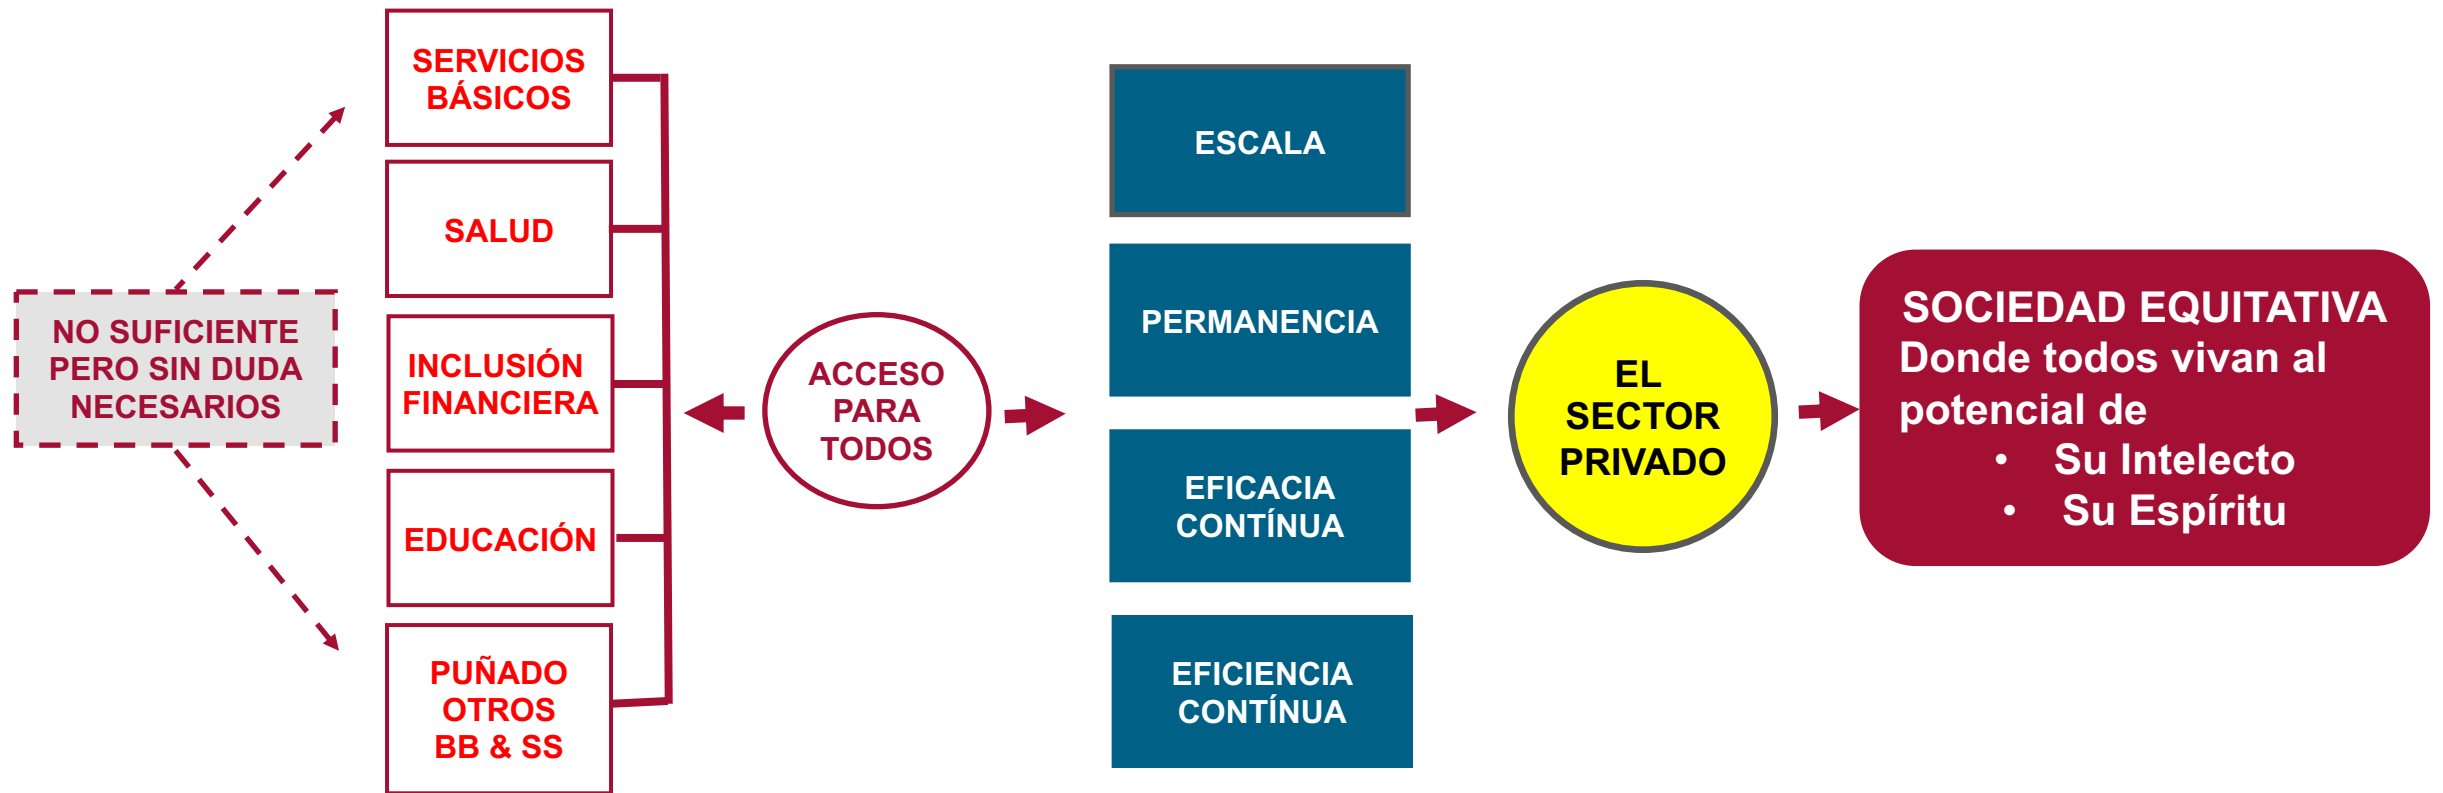 NO SUFICIENTE
PERO SIN DUDA
NECESARIOS
SERVICIOS
BÁSICOS
SALUD
INCLUSIÓN
FINANCIERA
EDUCACIÓN
PUÑADO
OTROS
BB & SS
ACCESO
PARA
TODOS
ESCALA
PERMANENCIA
EFICACIA
CONTÍNUA
EFICIENCIA
CONTÍNUA
EL
SECTOR
PRIVADO
SOCIEDAD EQUITATIVA
Donde todos vivan al
potencial de
• Su Intelecto
• Su Espíritu